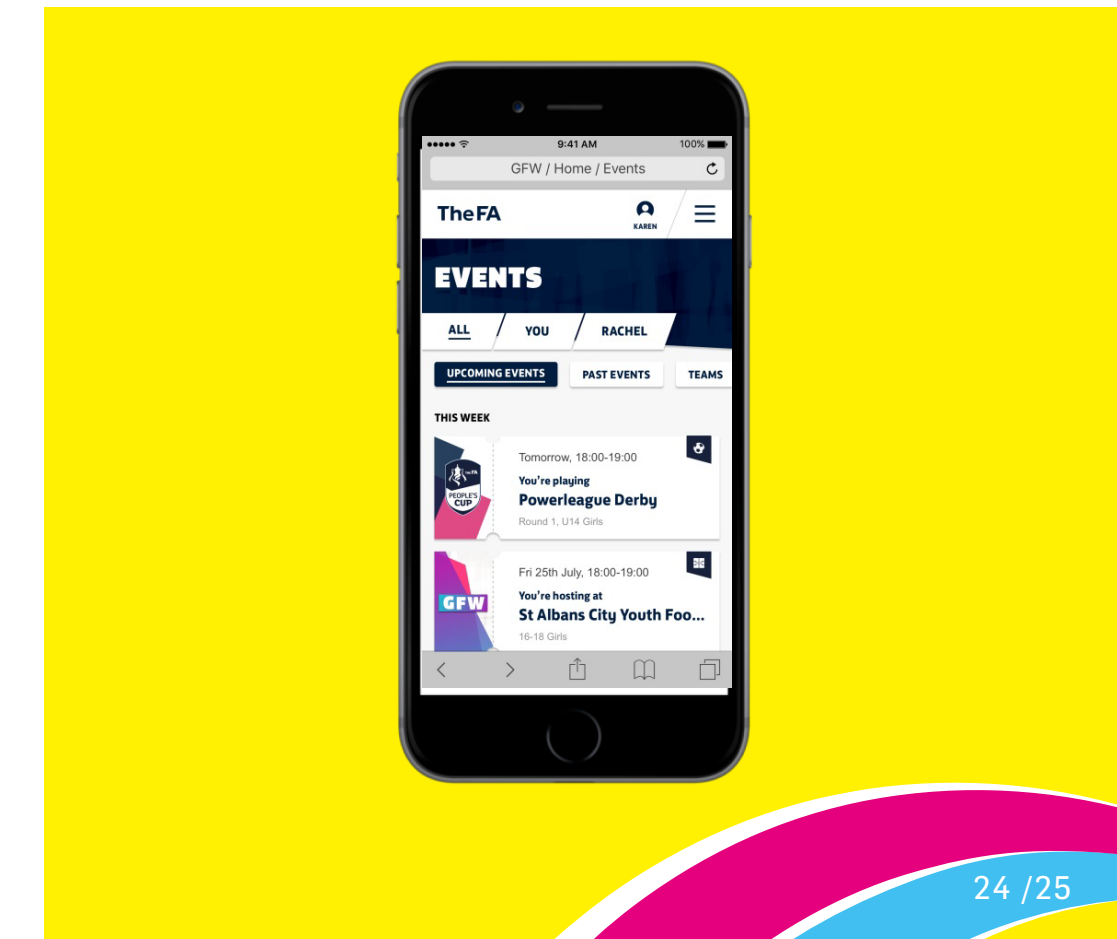 9:41 AM 100%
GFW / Home / Events
TheFA
KAREN
EVENTS
ALL YOU RACHEL
UPCOMING EVENTS PAST EVENTS TEAMS
THIS WEEK
Tomorrow, 18:00-19:00
You're playing
Powerleague Derby
Round 1, U14 Girls
TheFA
PEOPLE'S
CUP
Fri 25th July, 18:00-19:00
You're hosting at
St Albans City Youth Foo...
16-18 Girls
GFW
24 /25